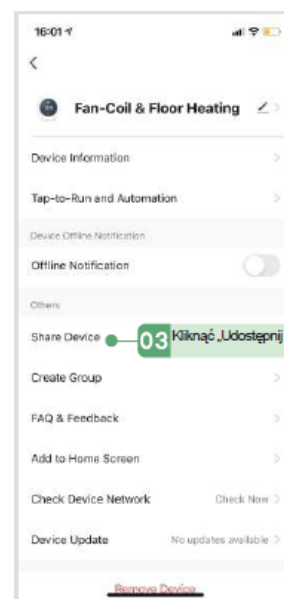 16:01
Fan-Coil & Floor Heating
Device Information
Tap-to-Run and Automation
Device Offline Notification
Offline Notification
Others
Share Device 03 Kliknąć „Udostępnij
Create Group
FAQ & Feedback
Add to Home Screen
Check Device Network Check Now
Device Update No updates available
Remove Device